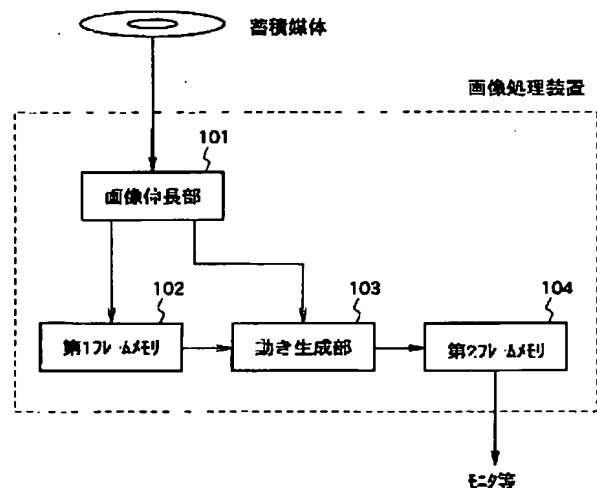 蓄積媒体
画像処理装置
101
画像伸長部
102
103
104
第1フレームメモリ
動き生成部
第2フレームメモリ
モニタ等